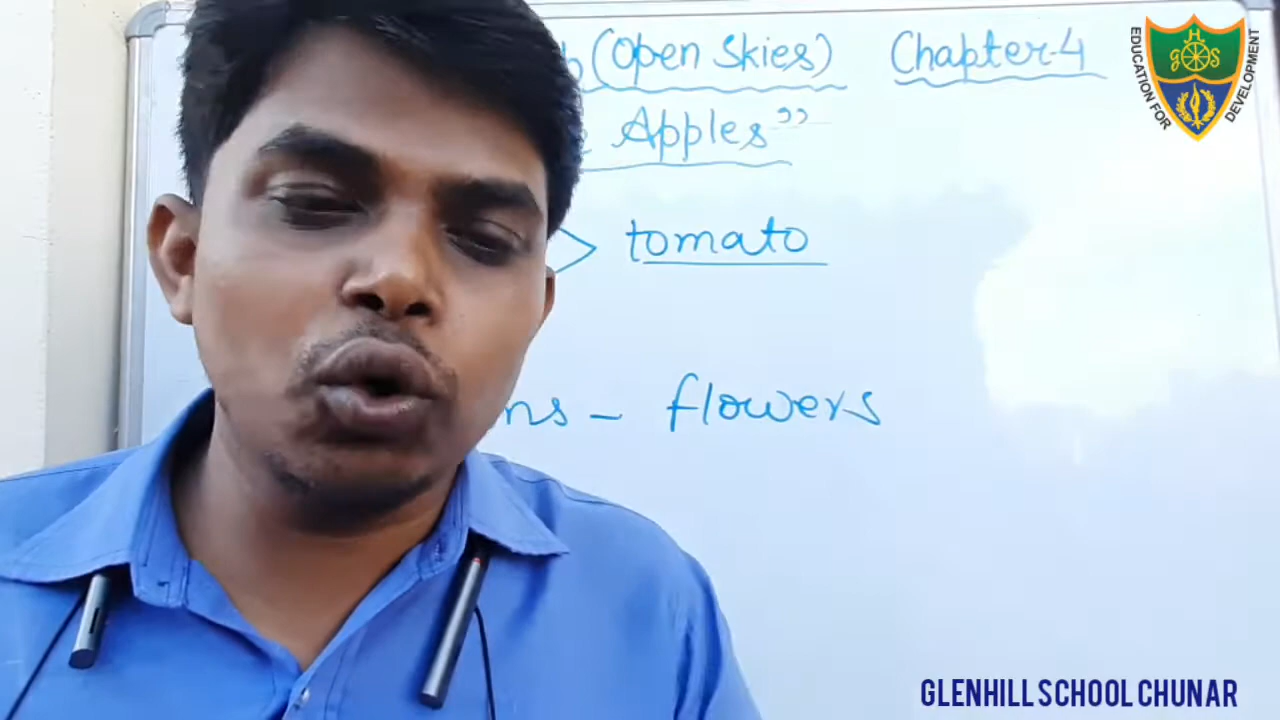 (Open Skies) Chapter-4
Apples"
> tomato
ns - flowers
EDUCATION FOR DEVELOPMENT
G H S
GLENHILL SCHOOL CHUNAR